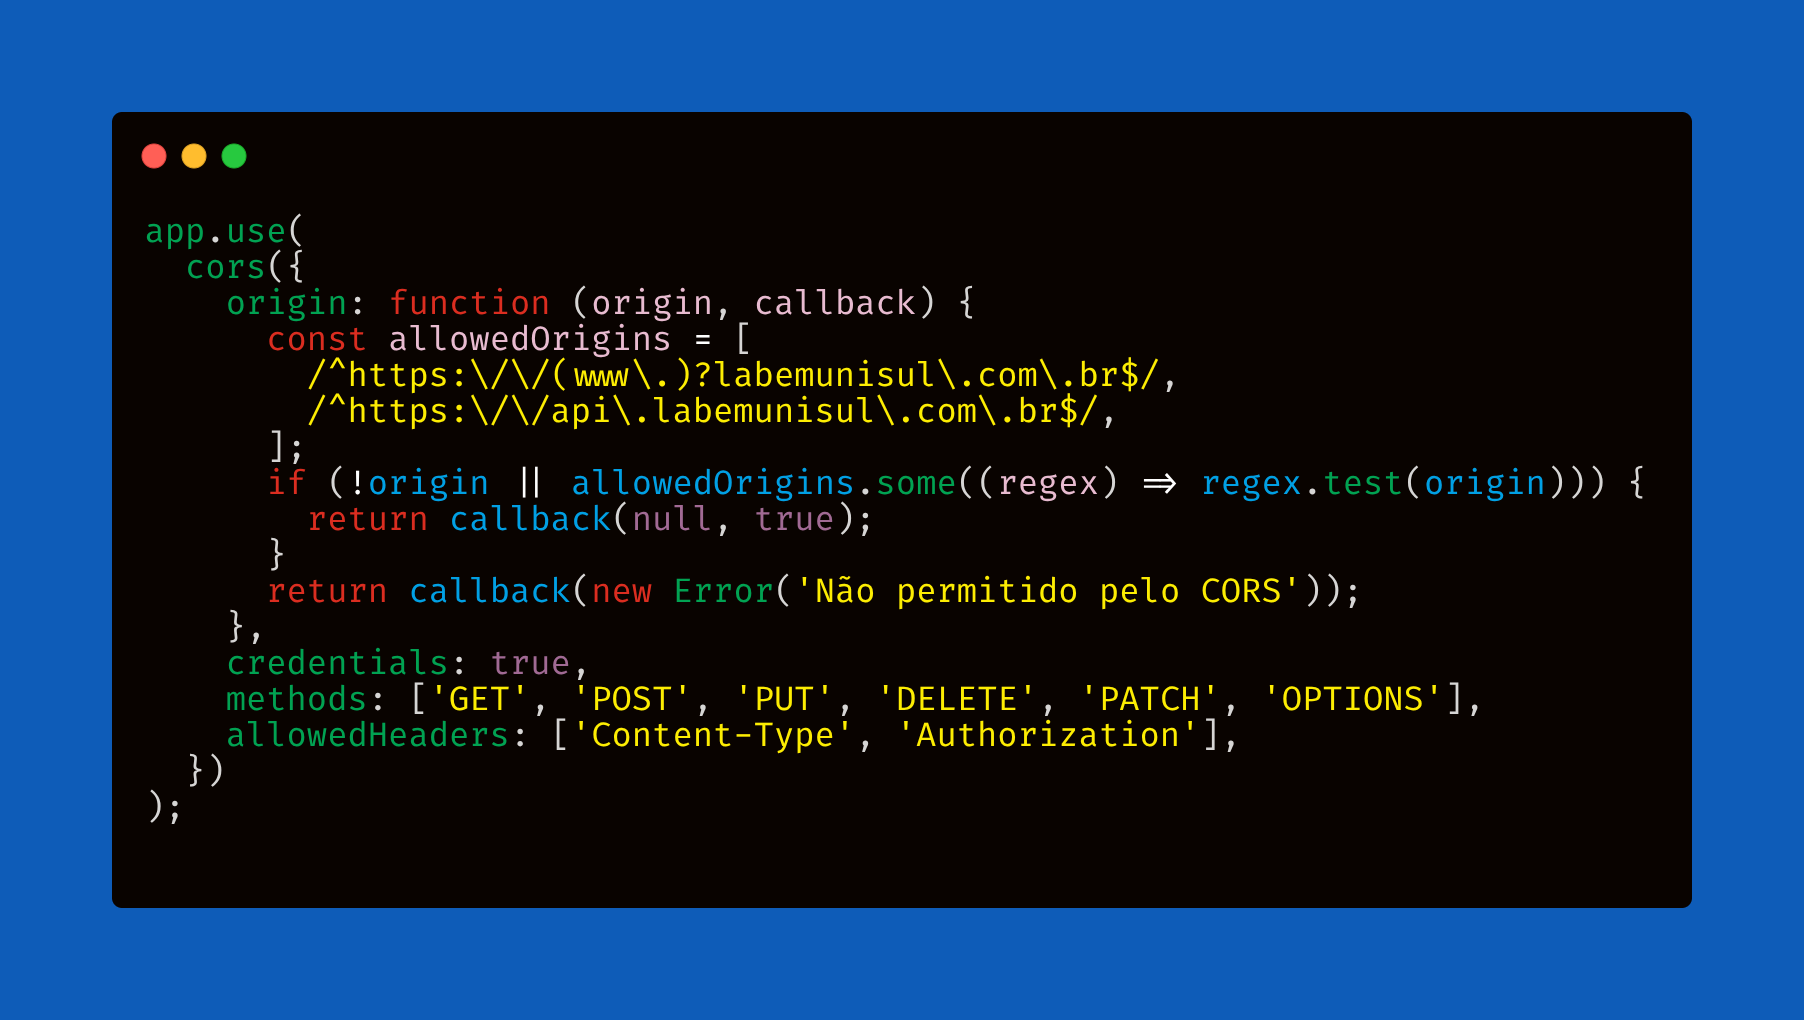 app.use(
  cors({
    origin: function (origin, callback) {
      const allowedOrigins = [
        /^https:\/\/(www\.)?labemunisul\.com\.br$/,
        /^https:\/\/api\.labemunisul\.com\.br$/,
      ];
      if (!origin || allowedOrigins.some((regex) => regex.test(origin))) {
        return callback(null, true);
      }
      return callback(new Error('Não permitido pelo CORS'));
    },
    credentials: true,
    methods: ['GET', 'POST', 'PUT', 'DELETE', 'PATCH', 'OPTIONS'],
    allowedHeaders: ['Content-Type', 'Authorization'],
  })
);